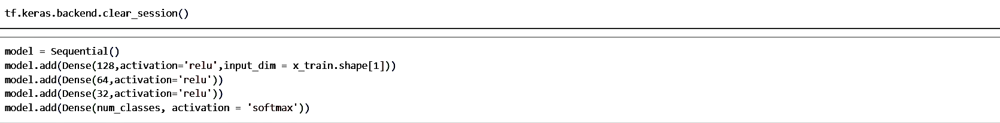 tf.keras.backend.clear_session()
model = Sequential()
model.add(Dense(128,activation='relu',input_dim = x_train.shape[1]))
model.add(Dense(64,activation='relu'))
model.add(Dense(32,activation='relu'))
model.add(Dense(num_classes, activation = 'softmax'))